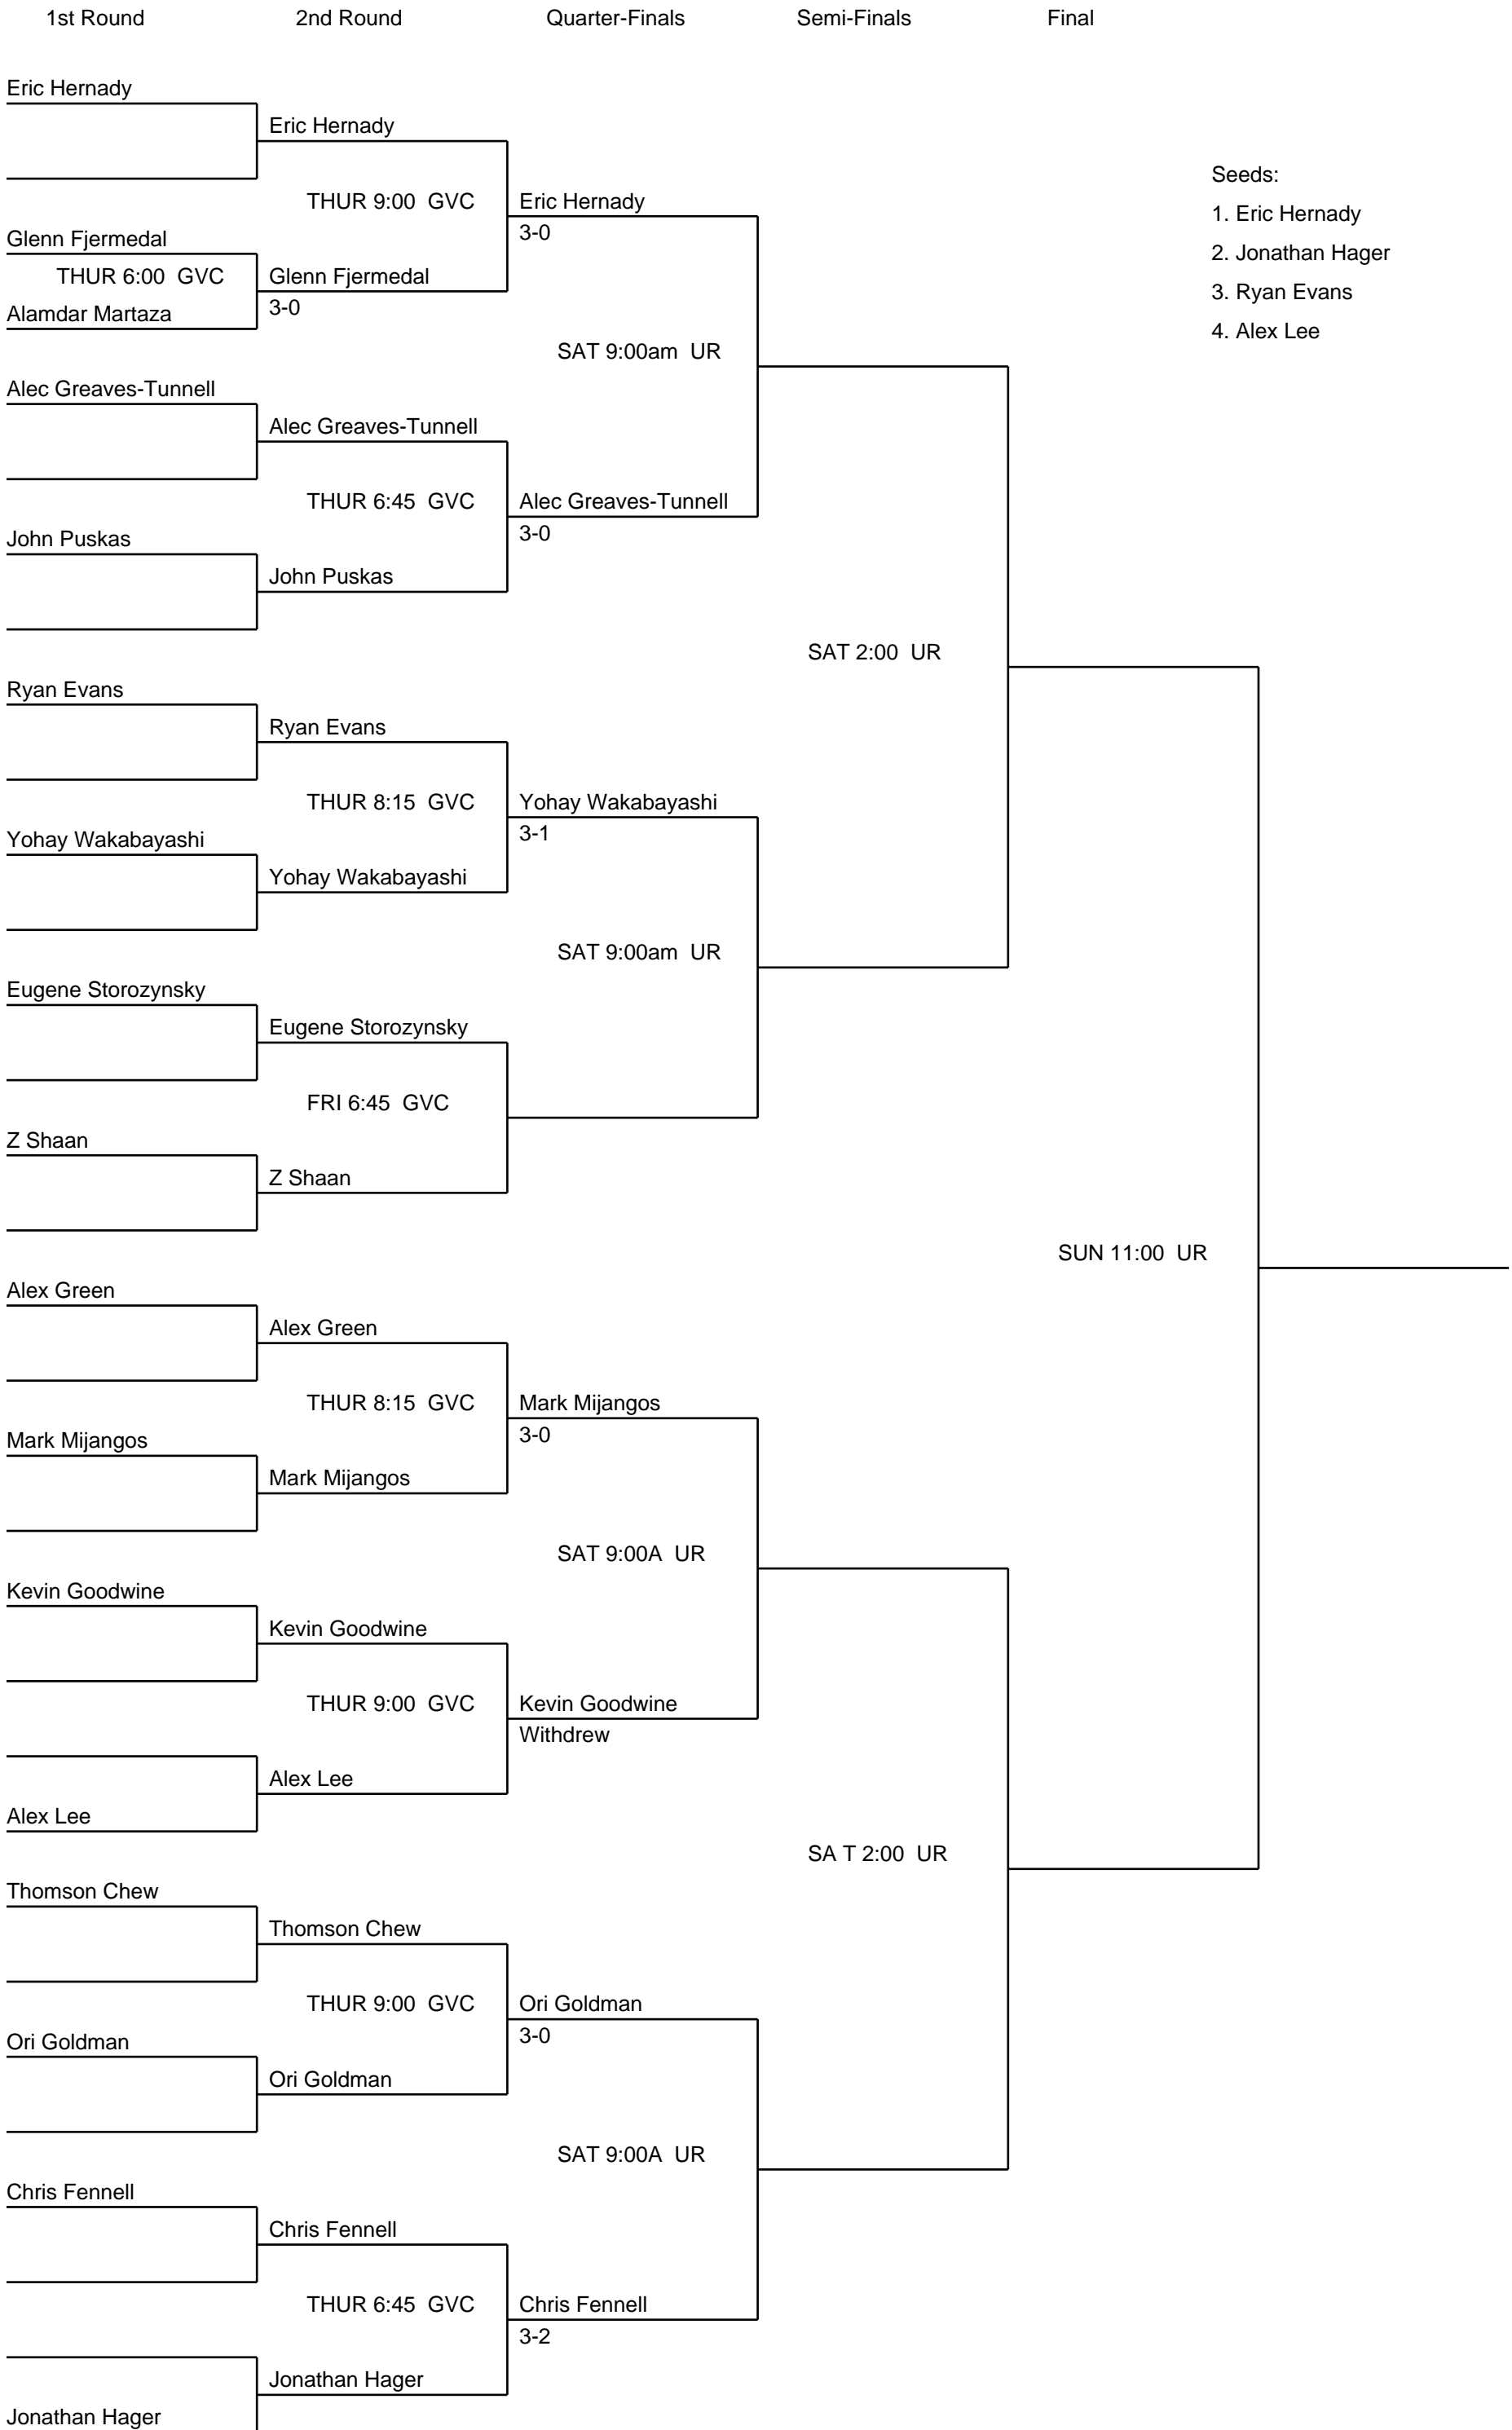 1st Round
2nd Round
Quarter-Finals
Semi-Finals
Final
Eric Hernady
Eric Hernady
THUR 9:00 GVC
Eric Hernady
3-0
Seeds:
1. Eric Hernady
2. Jonathan Hager
3. Ryan Evans
4. Alex Lee
Glenn Fjermedal
THUR 6:00 GVC
Glenn Fjermedal
3-0
Alamdar Martaza
SAT 9:00am UR
Alec Greaves-Tunnell
Alec Greaves-Tunnell
THUR 6:45 GVC
Alec Greaves-Tunnell
3-0
John Puskas
John Puskas
SAT 2:00 UR
Ryan Evans
Ryan Evans
THUR 8:15 GVC
Yohay Wakabayashi
3-1
Yohay Wakabayashi
Yohay Wakabayashi
SAT 9:00am UR
Eugene Storozynsky
Eugene Storozynsky
FRI 6:45 GVC
Z Shaan
Z Shaan
SUN 11:00 UR
Alex Green
Alex Green
THUR 8:15 GVC
Mark Mijangos
3-0
Mark Mijangos
Mark Mijangos
SAT 9:00A UR
Kevin Goodwine
Kevin Goodwine
THUR 9:00 GVC
Kevin Goodwine
Withdrew
Alex Lee
Alex Lee
SA T 2:00 UR
Thomson Chew
Thomson Chew
THUR 9:00 GVC
Ori Goldman
3-0
Ori Goldman
Ori Goldman
SAT 9:00A UR
Chris Fennell
Chris Fennell
THUR 6:45 GVC
Chris Fennell
3-2
Jonathan Hager
Jonathan Hager